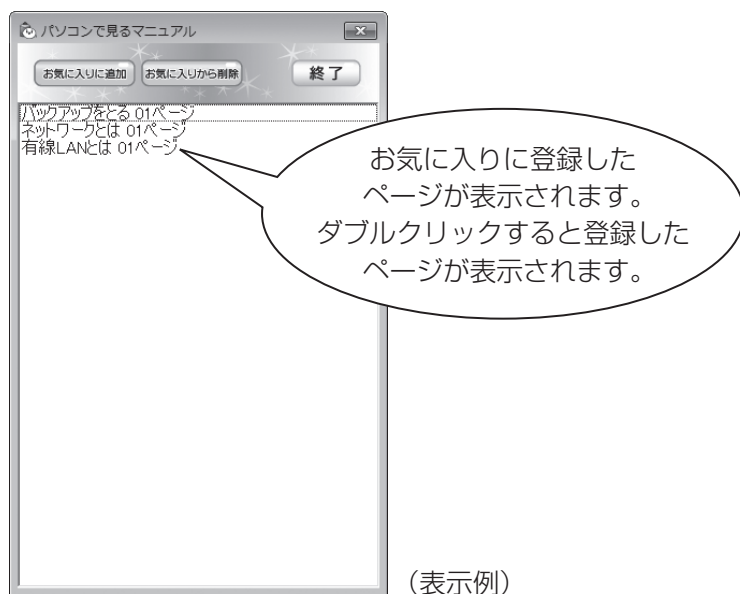 パソコンで見るマニュアル
お気に入りに追加 お気に入りから削除 終了
バックアップをとる 01ページ
ネットワークとは 01ページ
有線LANとは 01ページ
お気に入りに登録した
ページが表示されます。
ダブルクリックすると登録した
ページが表示されます。
（表示例）